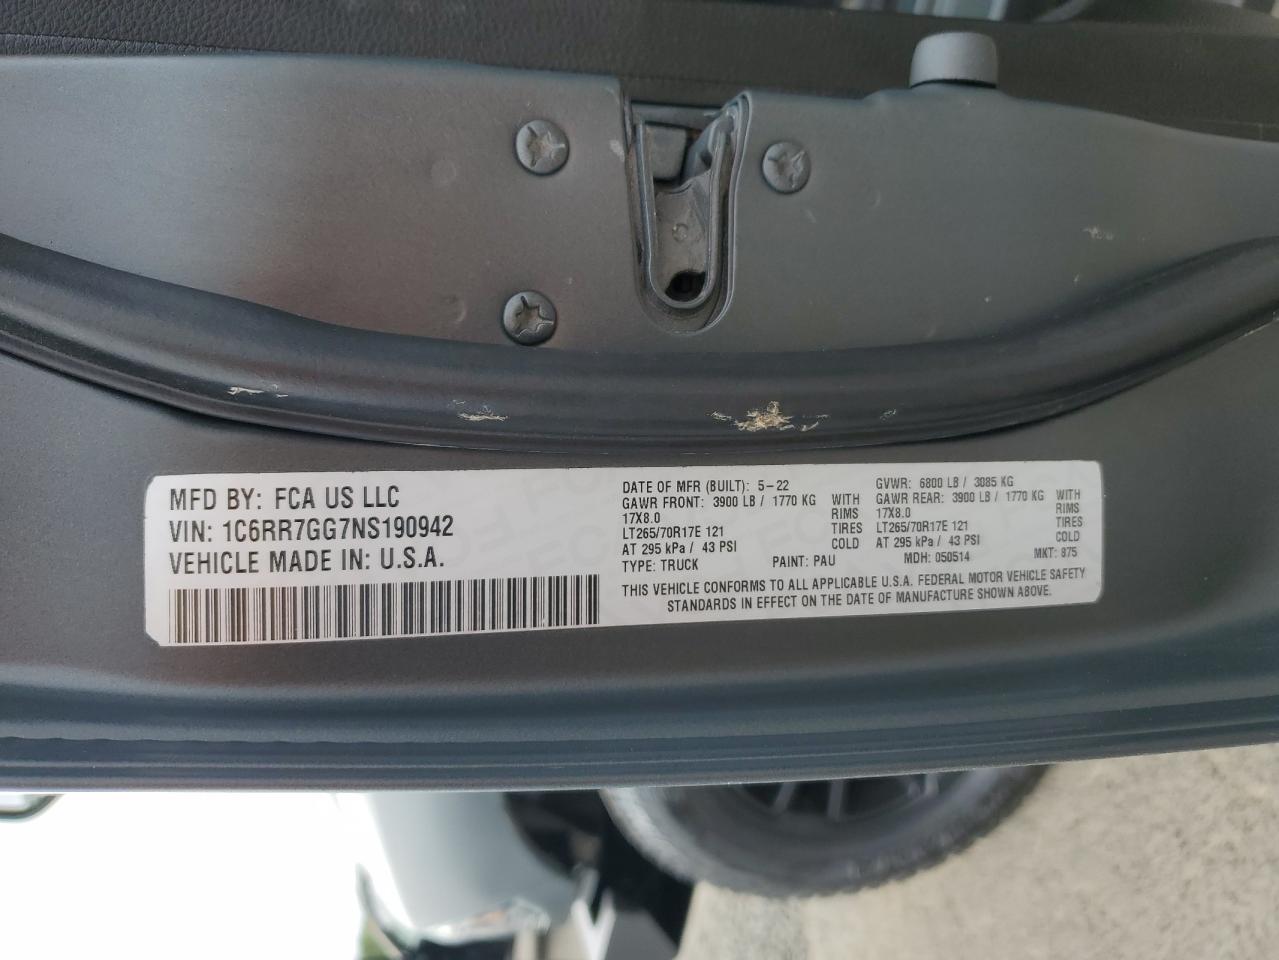 MFD BY: FCA US LLC
VIN: 1C6RR7GG7NS190942
VEHICLE MADE IN: U.S.A.
DATE OF MFR (BUILT): 5-22 GVWR: 6800 LB / 3085 KG
GAWR FRONT: 3900 LB / 1770 KG WITH GAWR REAR: 3900 LB / 1770 KG WITH
17X8.0 RIMS 17X8.0 RIMS
LT265/70R17E 121 TIRES LT265/70R17E 121 TIRES
AT 295 kPa / 43 PSI COLD AT 295 kPa / 43 PSI COLD
TYPE: TRUCK PAINT: PAU MDH: 050514 MKT: 875
THIS VEHICLE CONFORMS TO ALL APPLICABLE U.S.A. FEDERAL MOTOR VEHICLE SAFETY
STANDARDS IN EFFECT ON THE DATE OF MANUFACTURE SHOWN ABOVE.